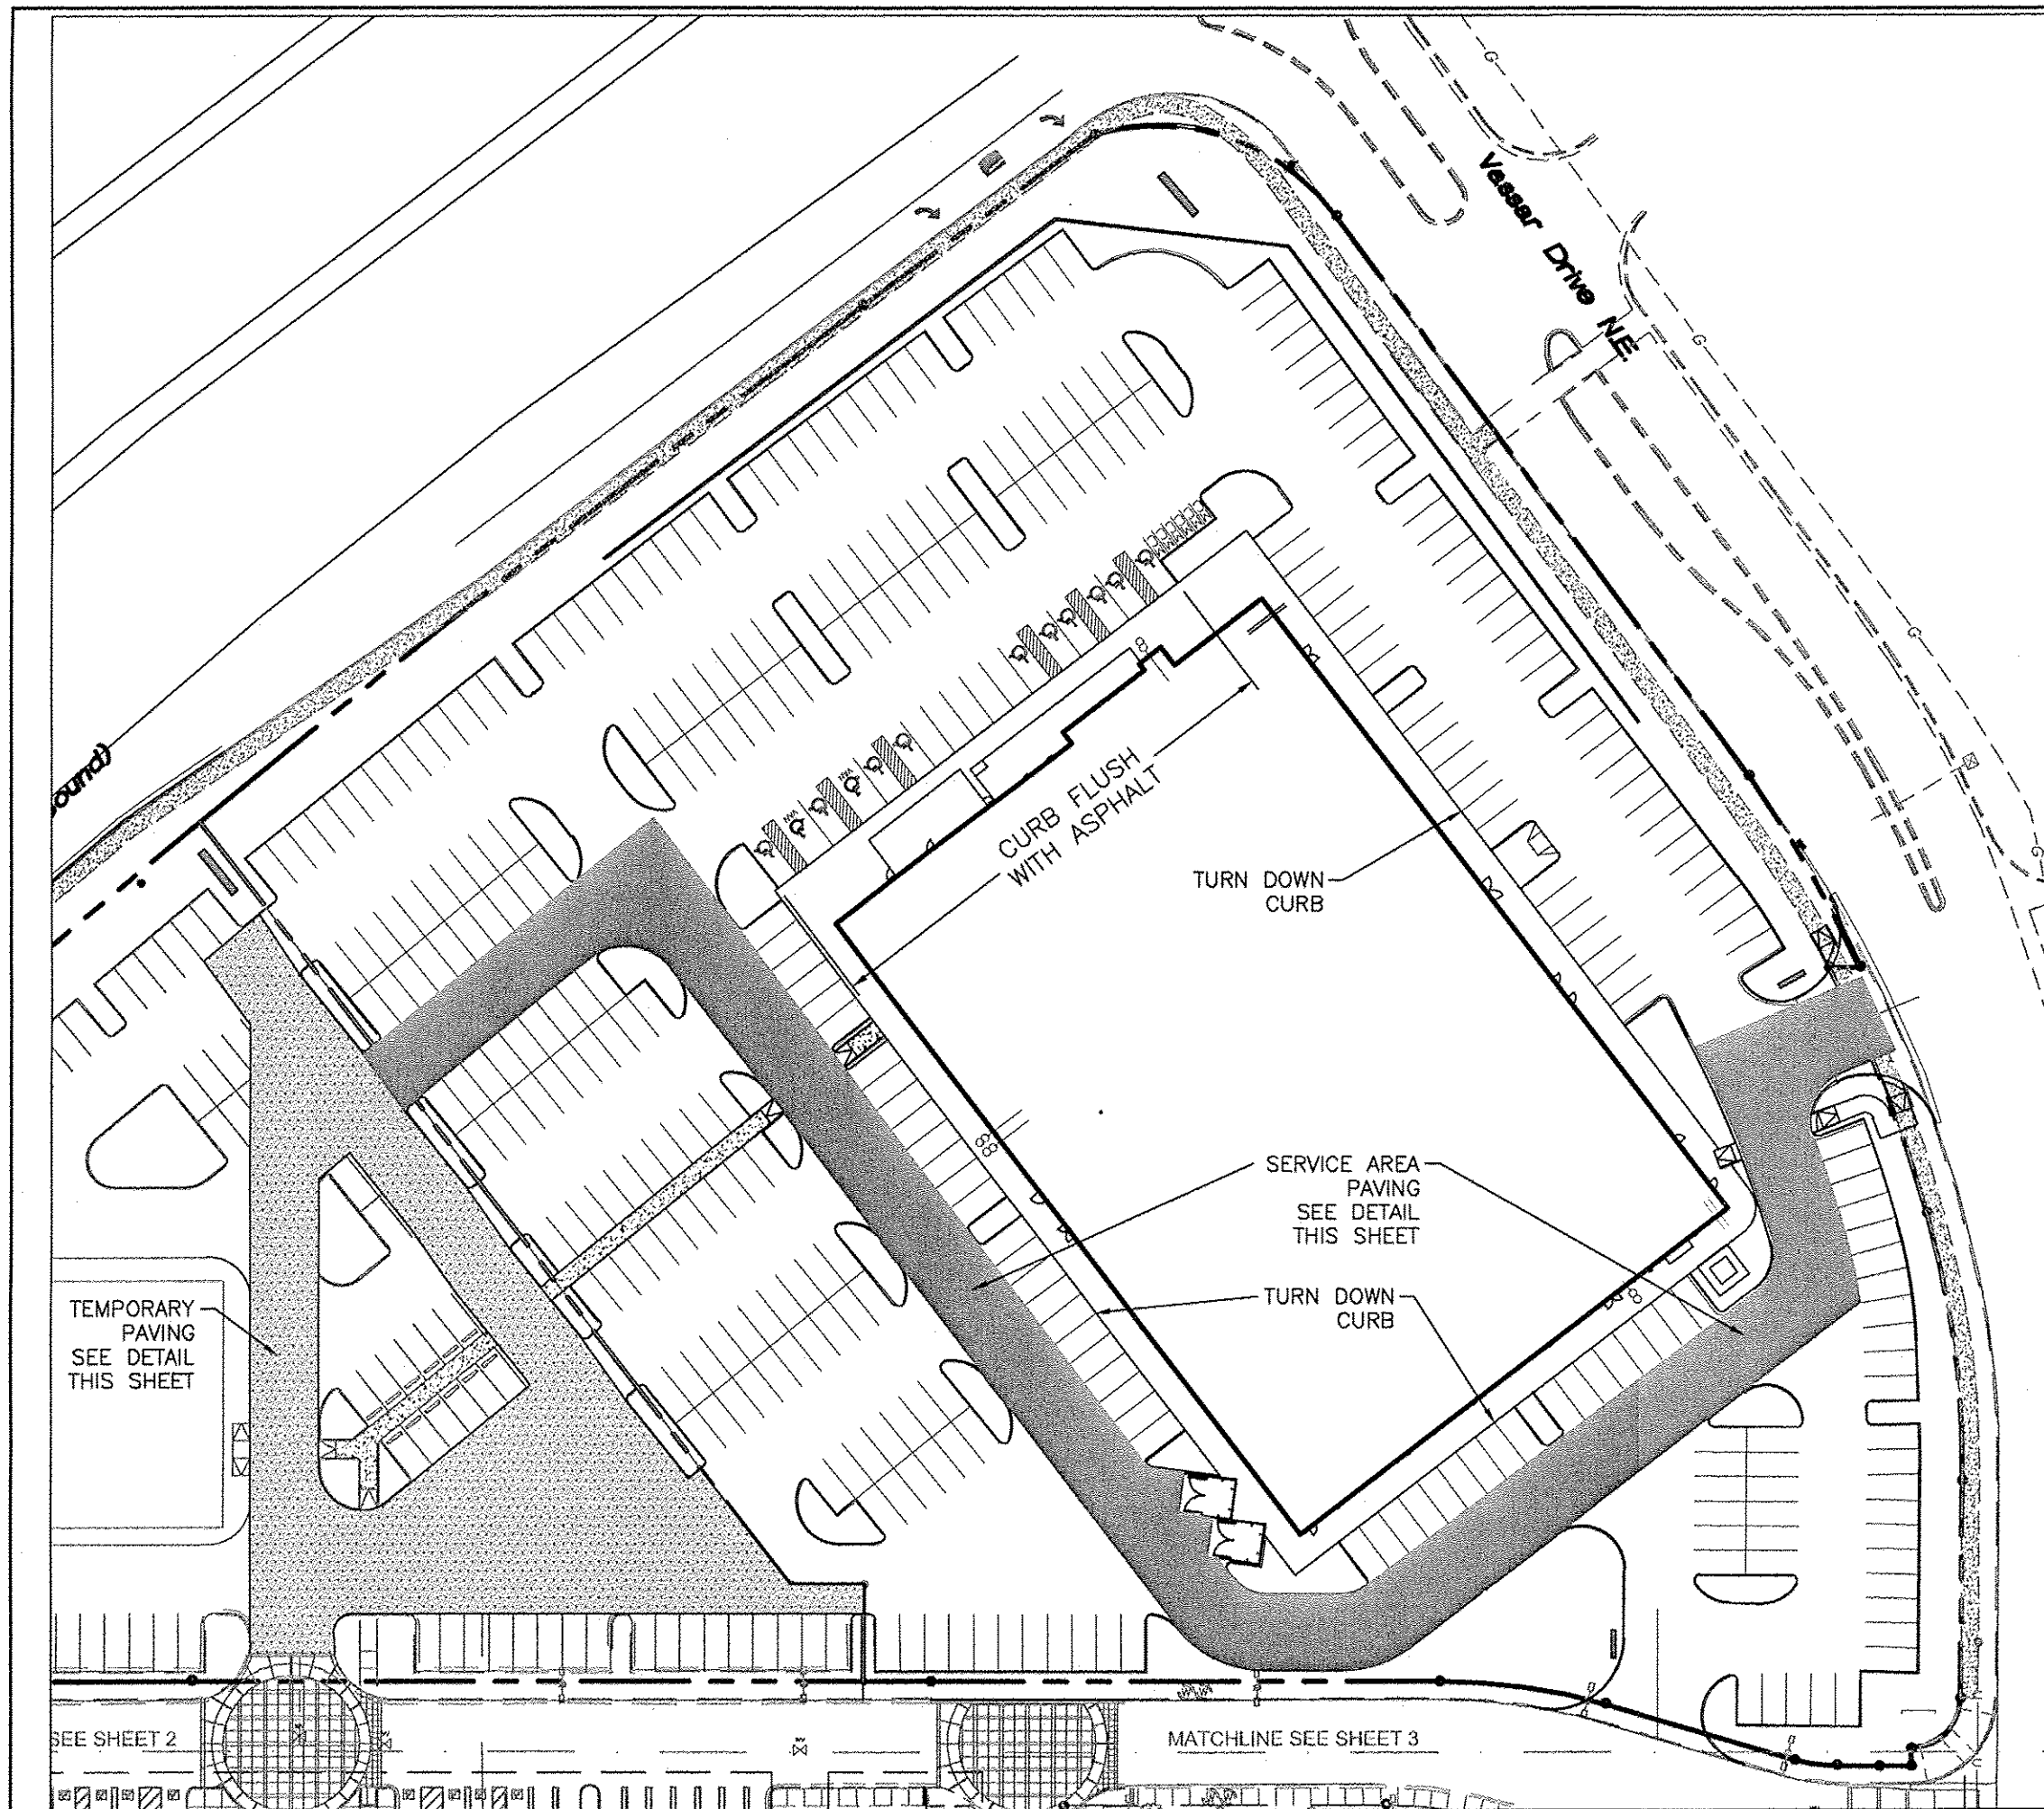 Vassar Drive N.E.
ound)
CURB FLUSH
WITH ASPHALT
TURN DOWN
CURB
SERVICE AREA
PAVING
SEE DETAIL
THIS SHEET
TURN DOWN
CURB
TEMPORARY
PAVING
SEE DETAIL
THIS SHEET
SEE SHEET 2
MATCHLINE SEE SHEET 3
G
G
G
G